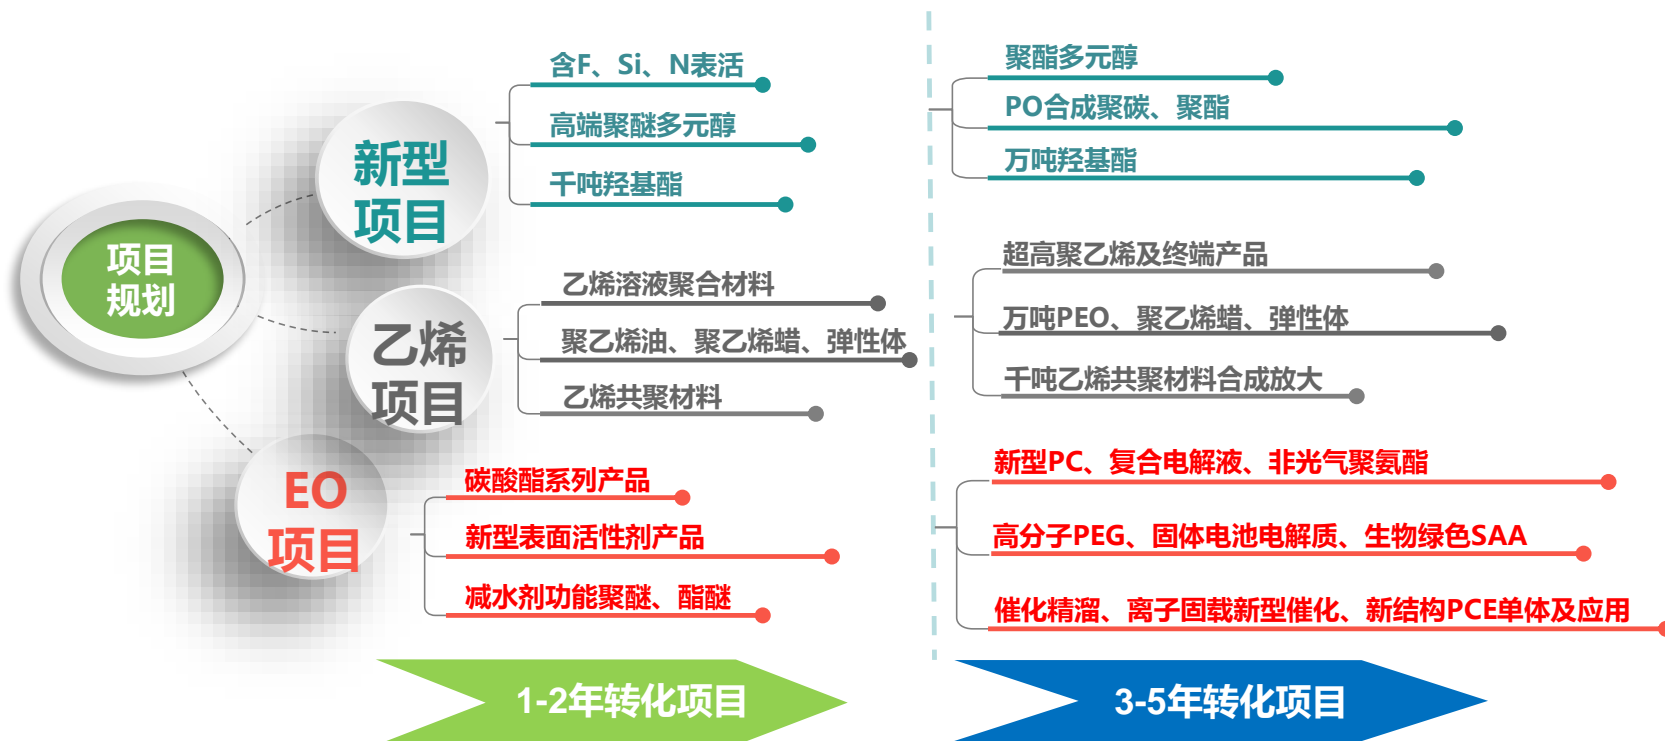 项目
规划
新型
项目
含F、Si、N表活
高端聚醚多元醇
千吨羟基酯
聚酯多元醇
PO合成聚碳、聚酯
万吨羟基酯
乙烯
项目
乙烯溶液聚合材料
聚乙烯油、聚乙烯蜡、弹性体
乙烯共聚材料
超高聚乙烯及终端产品
万吨PEO、聚乙烯蜡、弹性体
千吨乙烯共聚材料合成放大
EO
项目
碳酸酯系列产品
新型表面活性剂产品
减水剂功能聚醚、酯醚
新型PC、复合电解液、非光气聚氨酯
高分子PEG、固体电池电解质、生物绿色SAA
催化精溜、离子固载新型催化、新结构PCE单体及应用
1-2年转化项目
3-5年转化项目